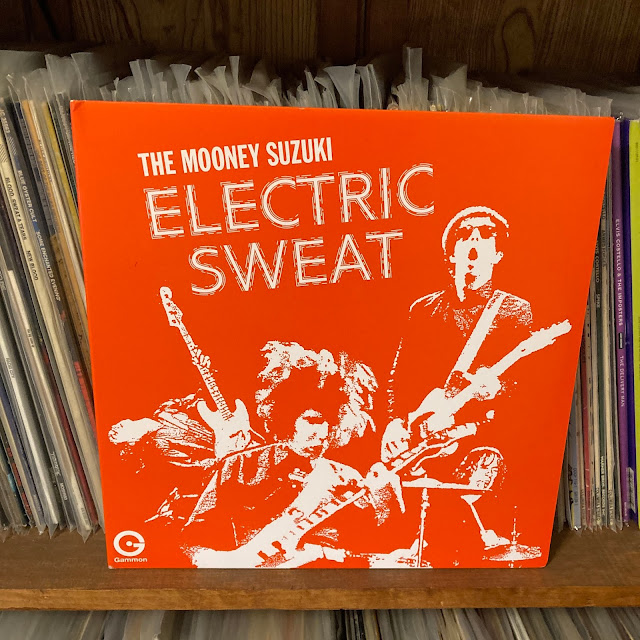 THE MOONEY SUZUKI
ELECTRIC
SWEAT
G
Gammon
ELVIS COSTELLO & THE IMPOSTERS
THE DELIVERY MAN